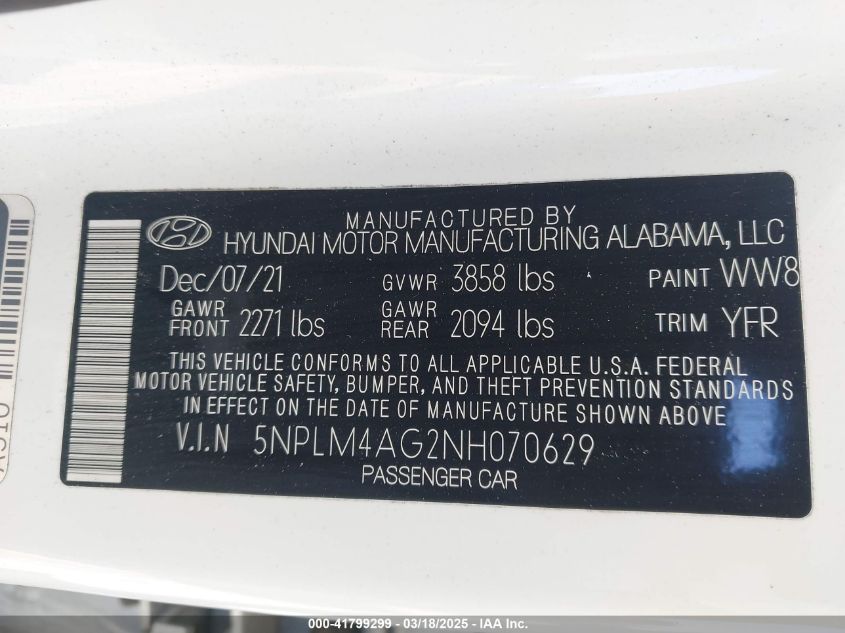 MANUFACTURED BY
HYUNDAI MOTOR MANUFACTURING ALABAMA, LLC
Dec/07/21 GVWR 3858 lbs PAINT WW8
GAWR FRONT 2271 lbs GAWR REAR 2094 lbs TRIM YFR
THIS VEHICLE CONFORMS TO ALL APPLICABLE U.S.A. FEDERAL
MOTOR VEHICLE SAFETY, BUMPER, AND THEFT PREVENTION STANDARDS
IN EFFECT ON THE DATE OF MANUFACTURE SHOWN ABOVE
V.I.N 5NPLM4AG2NH070629
PASSENGER CAR
000-41799299 — 03/18/2025 — IAA Inc.